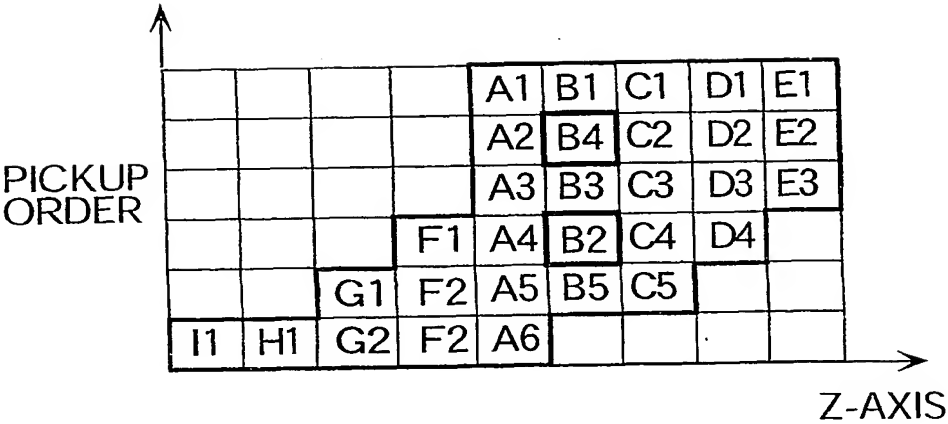 A1 B1 C1 D1 E1
A2 B4 C2 D2 E2
PICKUP
ORDER
A3 B3 C3 D3 E3
F1 A4 B2 C4 D4
G1 F2 A5 B5 C5
I1 H1 G2 F2 A6
Z-AXIS